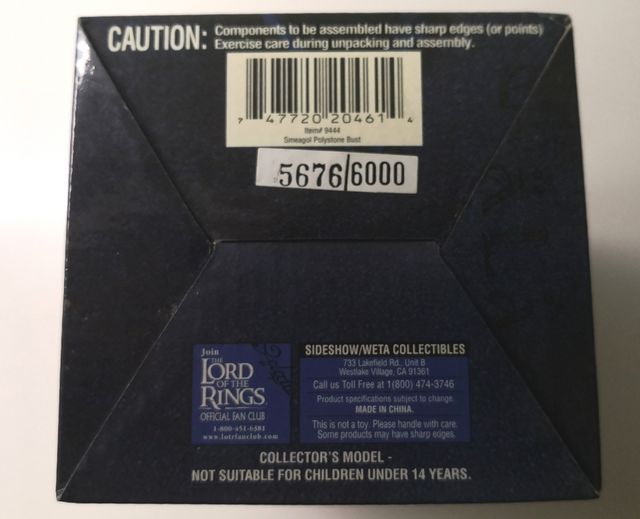 CAUTION: Components to be assembled have sharp edges (or points)
Exercise care during unpacking and assembly.
7 47720 20461 4
Item# 9444
Smeagol Polystone Bust
5676/6000
Join
THE
LORD
OF THE
RINGS
OFFICIAL FAN CLUB
1-800-451-6381
www.lotrfanclub.com
SIDESHOW/WETA COLLECTIBLES
733 Lakefield Rd., Unit B
Westlake Village, CA 91361
Call us Toll Free at 1(800) 474-3746
Product specifications subject to change.
MADE IN CHINA.
This is not a toy. Please handle with care.
Some products may have sharp edges.
COLLECTOR'S MODEL -
NOT SUITABLE FOR CHILDREN UNDER 14 YEARS.